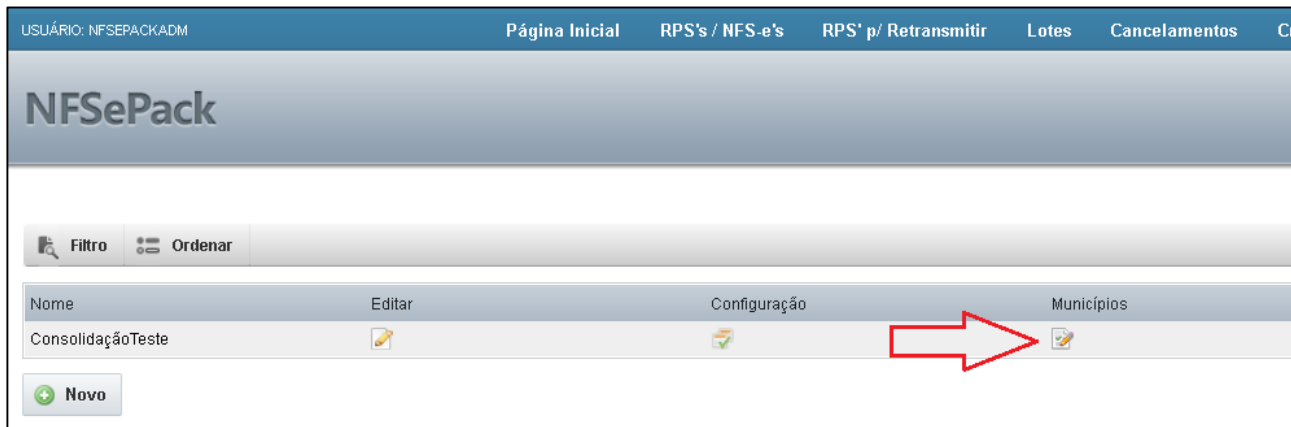 USUÁRIO: NFSEPACKADM Página Inicial RPS's / NFS-e's RPS' p/ Retransmitir Lotes Cancelamentos
NFSePack
Filtro Ordenar
Nome Editar Configuração Municípios
ConsolidaçãoTeste
Novo